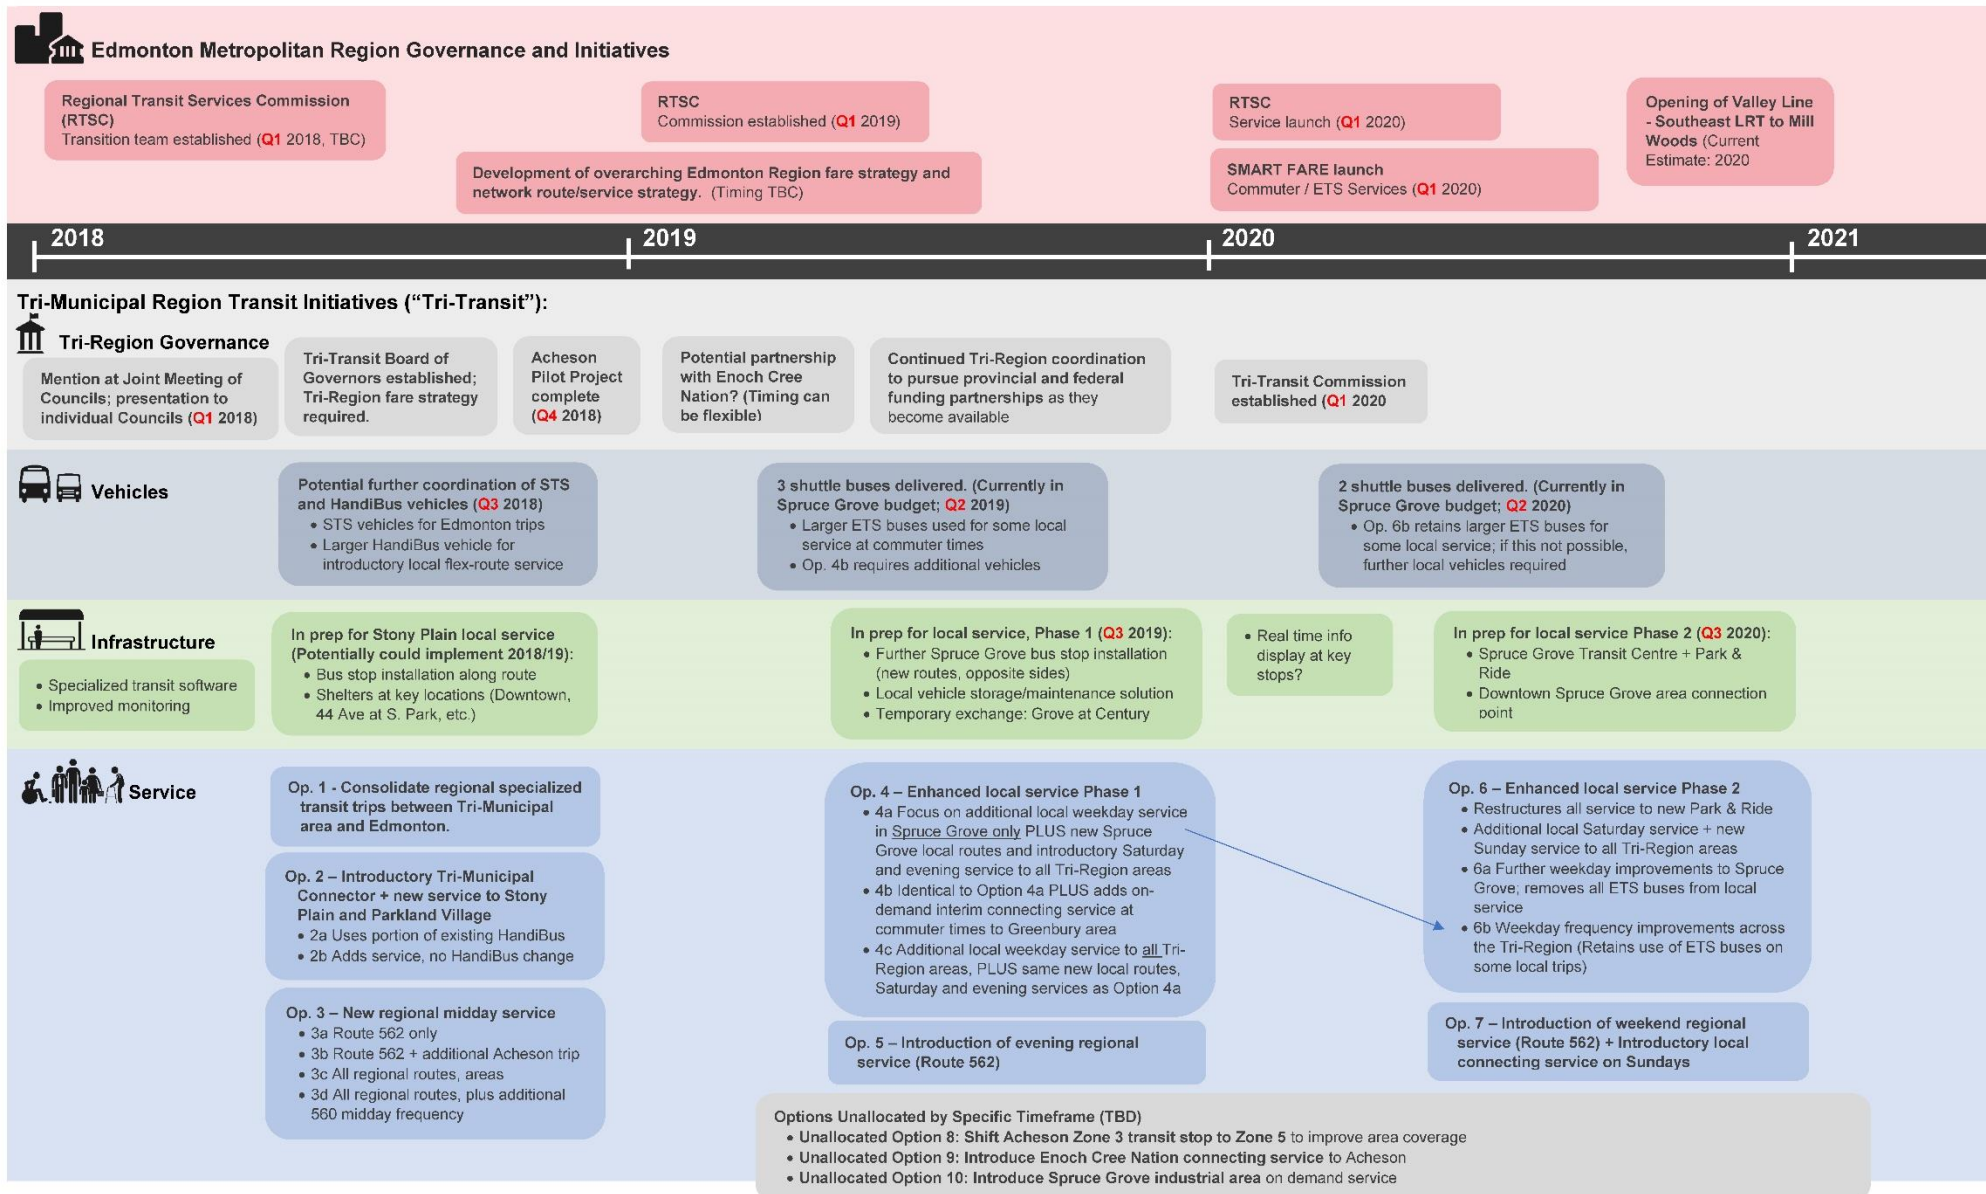 Edmonton Metropolitan Region Governance and Initiatives
Regional Transit Services Commission
(RTSC)
Transition team established (Q1 2018, TBC)
RTSC
Commission established (Q1 2019)
Development of overarching Edmonton Region fare strategy and
network route/service strategy. (Timing TBC)
RTSC
Service launch (Q1 2020)
SMART FARE launch
Commuter / ETS Services (Q1 2020)
Opening of Valley Line
- Southeast LRT to Mill
Woods (Current
Estimate: 2020
2018
2019
2020
2021
Tri-Municipal Region Transit Initiatives (“Tri-Transit”):
Tri-Region Governance
Mention at Joint Meeting of
Councils; presentation to
individual Councils (Q1 2018)
Tri-Transit Board of
Governors established;
Tri-Region fare strategy
required.
Acheson
Pilot Project
complete
(Q4 2018)
Potential partnership
with Enoch Cree
Nation? (Timing can
be flexible)
Continued Tri-Region coordination
to pursue provincial and federal
funding partnerships as they
become available
Tri-Transit Commission
established (Q1 2020
Vehicles
Potential further coordination of STS
and HandiBus vehicles (Q3 2018)
• STS vehicles for Edmonton trips
• Larger HandiBus vehicle for
introductory local flex-route service
3 shuttle buses delivered. (Currently in
Spruce Grove budget; Q2 2019)
• Larger ETS buses used for some local
service at commuter times
• Op. 4b requires additional vehicles
2 shuttle buses delivered. (Currently in
Spruce Grove budget; Q2 2020)
• Op. 6b retains larger ETS buses for
some local service; if this not possible,
further local vehicles required
Infrastructure
• Specialized transit software
• Improved monitoring
In prep for Stony Plain local service
(Potentially could implement 2018/19):
• Bus stop installation along route
• Shelters at key locations (Downtown,
44 Ave at S. Park, etc.)
In prep for local service, Phase 1 (Q3 2019):
• Further Spruce Grove bus stop installation
(new routes, opposite sides)
• Local vehicle storage/maintenance solution
• Temporary exchange: Grove at Century
• Real time info
display at key
stops?
In prep for local service Phase 2 (Q3 2020):
• Spruce Grove Transit Centre + Park &
Ride
• Downtown Spruce Grove area connection
point
Service
Op. 1 - Consolidate regional specialized
transit trips between Tri-Municipal
area and Edmonton.
Op. 2 – Introductory Tri-Municipal
Connector + new service to Stony
Plain and Parkland Village
• 2a Uses portion of existing HandiBus
• 2b Adds service, no HandiBus change
Op. 3 – New regional midday service
• 3a Route 562 only
• 3b Route 562 + additional Acheson trip
• 3c All regional routes, areas
• 3d All regional routes, plus additional
560 midday frequency
Op. 4 – Enhanced local service Phase 1
• 4a Focus on additional local weekday service
in Spruce Grove only PLUS new Spruce
Grove local routes and introductory Saturday
and evening service to all Tri-Region areas
• 4b Identical to Option 4a PLUS adds on-
demand interim connecting service at
commuter times to Greenbury area
• 4c Additional local weekday service to all Tri-
Region areas, PLUS same new local routes,
Saturday and evening services as Option 4a
Op. 5 – Introduction of evening regional
service (Route 562)
Op. 6 – Enhanced local service Phase 2
• Restructures all service to new Park & Ride
• Additional local Saturday service + new
Sunday service to all Tri-Region areas
• 6a Further weekday improvements to Spruce
Grove; removes all ETS buses from local
service
• 6b Weekday frequency improvements across
the Tri-Region (Retains use of ETS buses on
some local trips)
Op. 7 – Introduction of weekend regional
service (Route 562) + Introductory local
connecting service on Sundays
Options Unallocated by Specific Timeframe (TBD)
• Unallocated Option 8: Shift Acheson Zone 3 transit stop to Zone 5 to improve area coverage
• Unallocated Option 9: Introduce Enoch Cree Nation connecting service to Acheson
• Unallocated Option 10: Introduce Spruce Grove industrial area on demand service